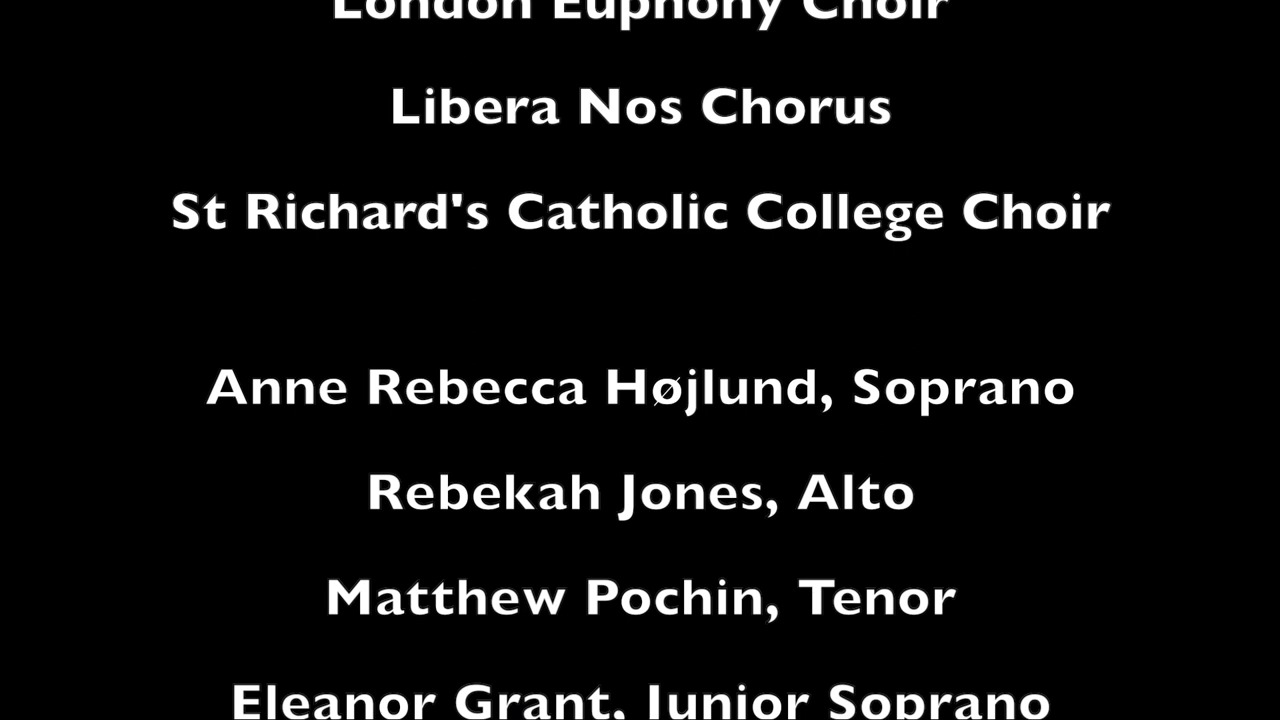 London Euphony Choir
Libera Nos Chorus
St Richard's Catholic College Choir
Anne Rebecca Højlund, Soprano
Rebekah Jones, Alto
Matthew Pochin, Tenor
Eleanor Grant, Junior Soprano